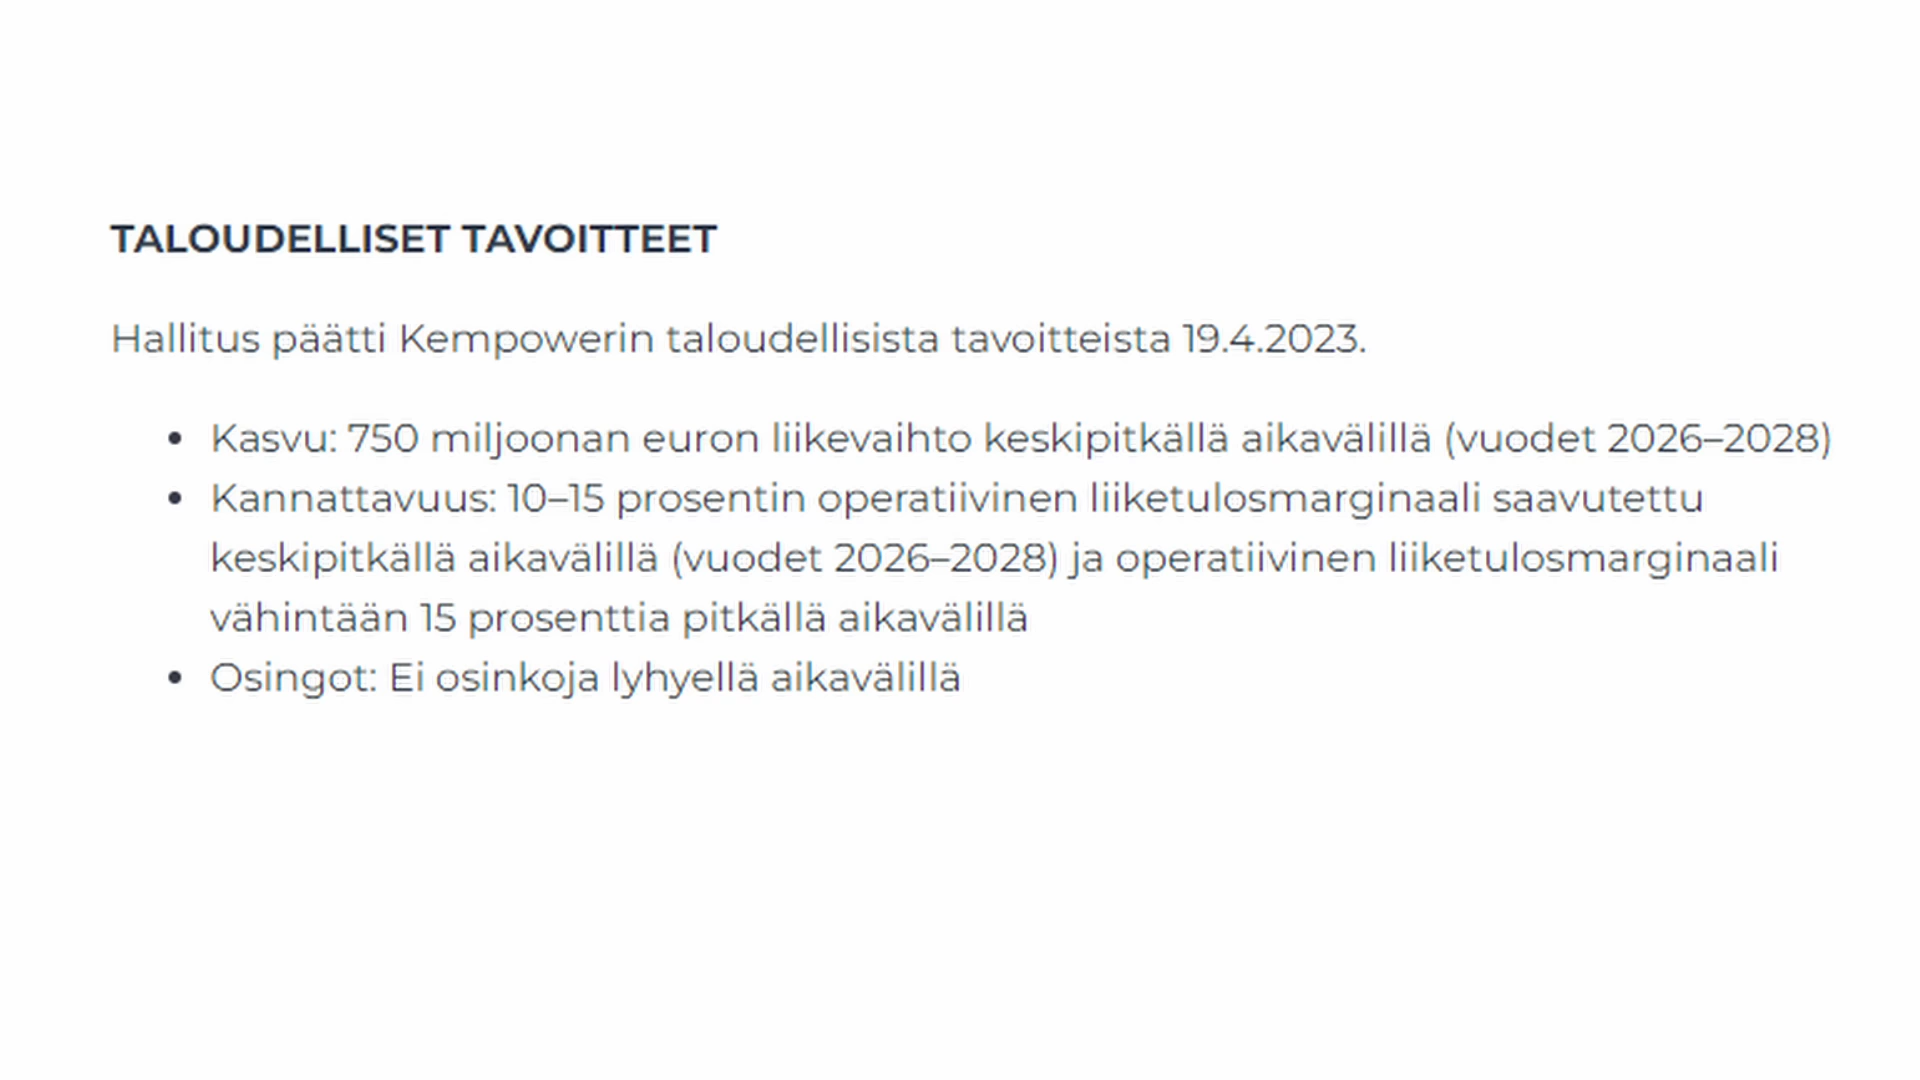 TALOUDELLISET TAVOITTEET
Hallitus päätti Kempowerin taloudellisista tavoitteista 19.4.2023.
• Kasvu: 750 miljoonan euron liikevaihto keskipitkällä aikavälillä (vuodet 2026–2028)
• Kannattavuus: 10–15 prosentin operatiivinen liiketulosmarginaali saavutettu
keskipitkällä aikavälillä (vuodet 2026–2028) ja operatiivinen liiketulosmarginaali
vähintään 15 prosenttia pitkällä aikavälillä
• Osingot: Ei osinkoja lyhyellä aikavälillä